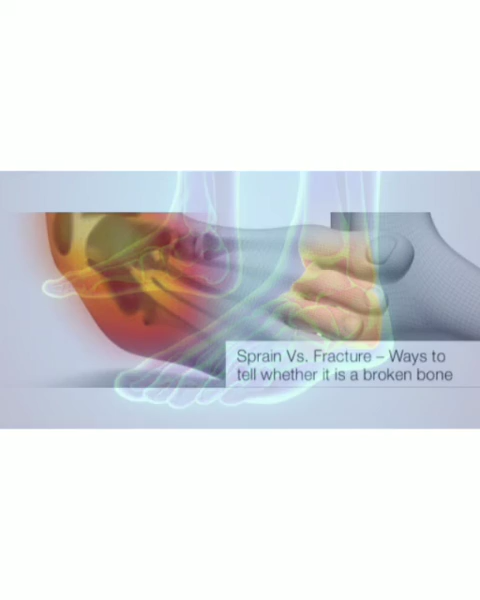 Sprain Vs. Fracture – Ways to
tell whether it is a broken bone